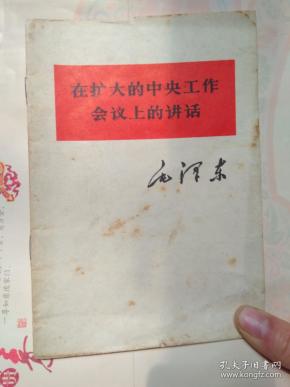 在扩大的中央工作
会议上的讲话
毛泽东
孔夫子旧书网